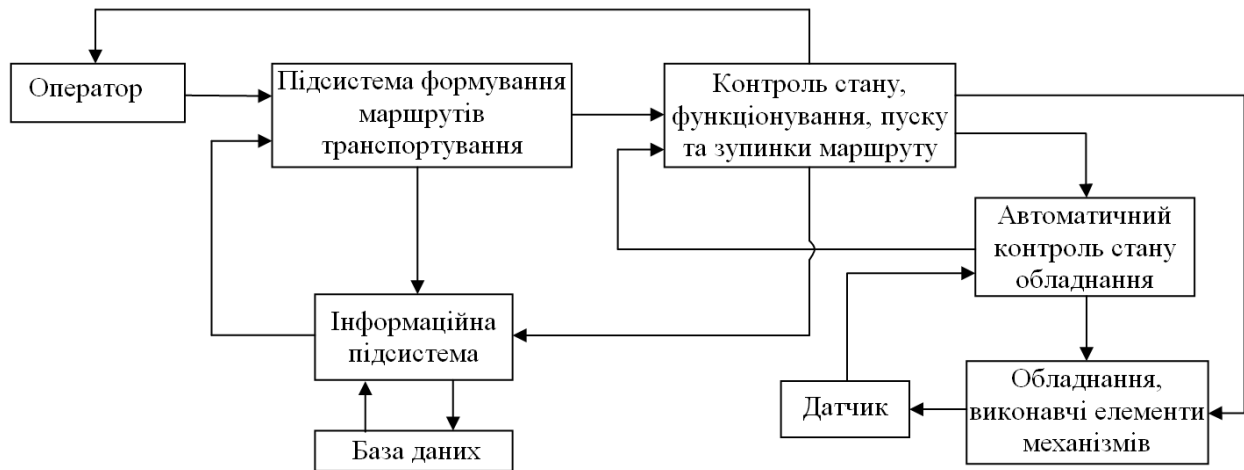 Оператор
Підсистема формування
маршрутів
транспортування
Контроль стану,
функціонування, пуску
та зупинки маршруту
Автоматичний
контроль стану
обладнання
Інформаційна
підсистема
Датчик
Обладнання,
виконавчі елементи
механізмів
База даних